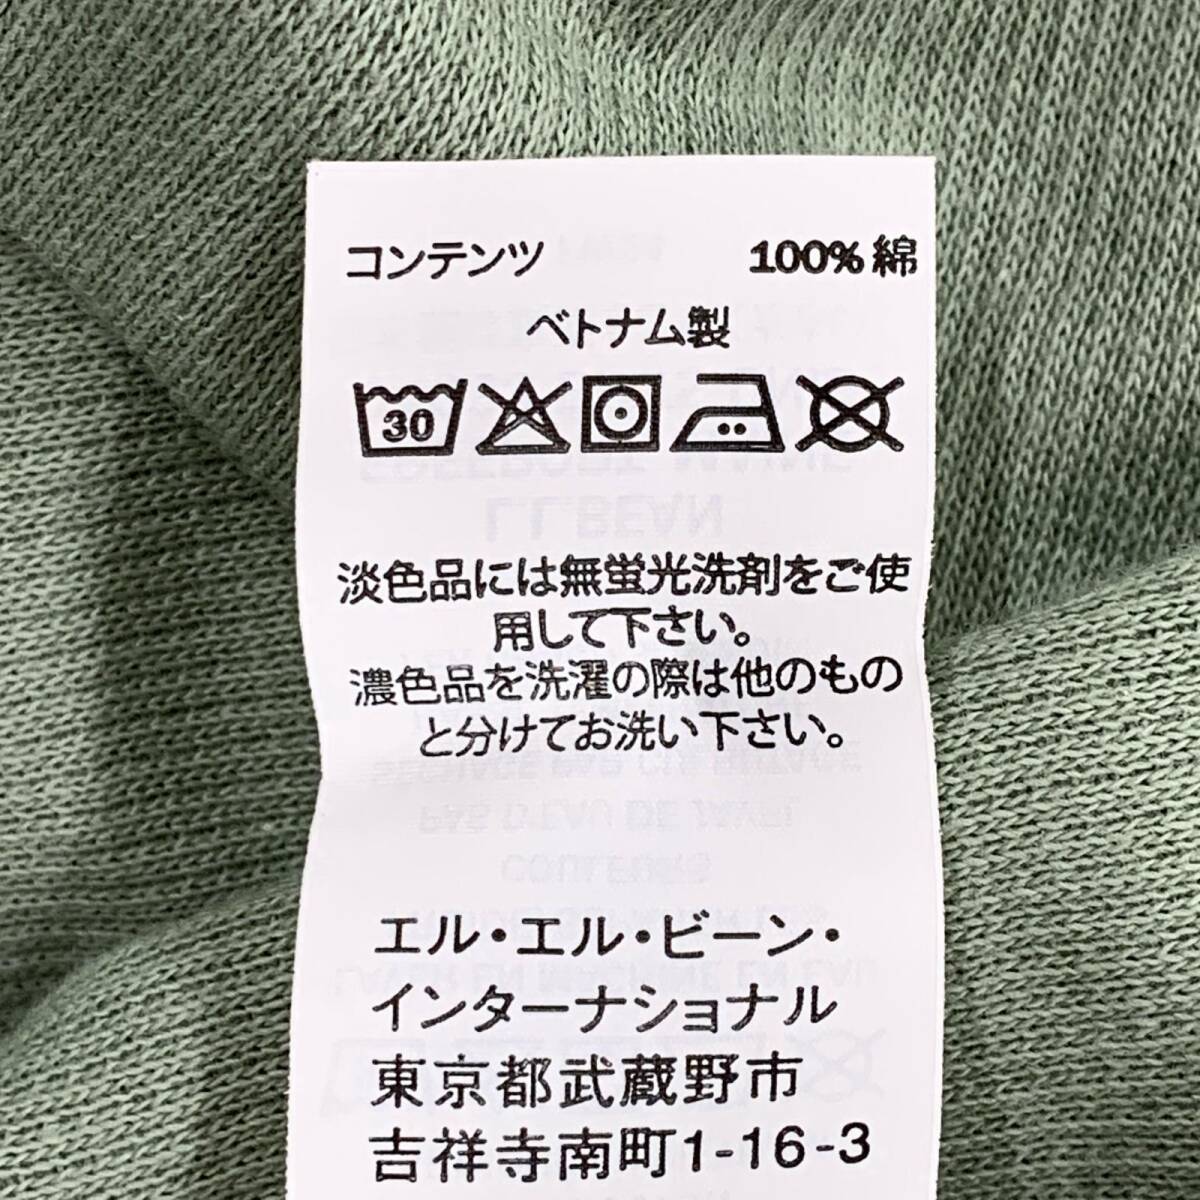 コンテンツ 100% 綿
ベトナム製
30
淡色品には無蛍光洗剤をご使
用して下さい。
濃色品を洗濯の際は他のもの
と分けてお洗い下さい。
エル・エル・ビーン・
インターナショナル
東京都武蔵野市
吉祥寺南町1-16-3